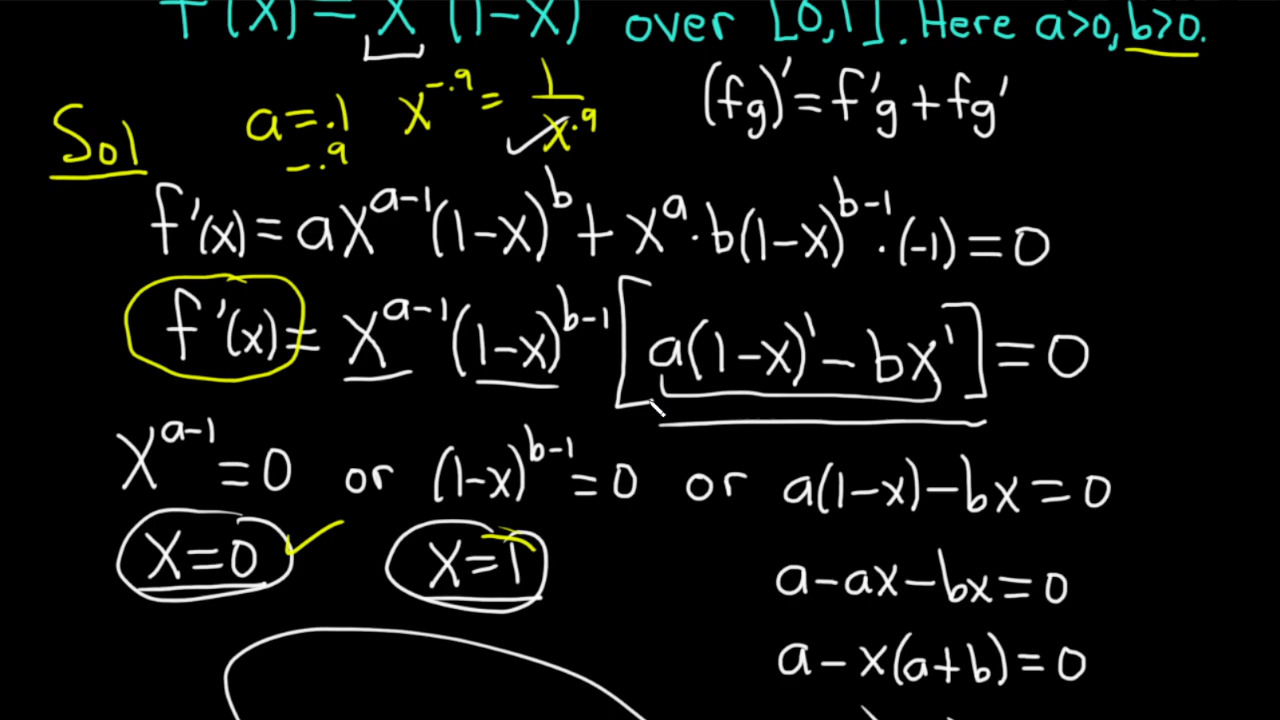 f(x) = x (1-x) over [0,1]. Here a>0, b>0.
Sol a=.1 x^{-.9} = 1/x^{.9} (fg)' = f'g + fg'
-.9
f'(x) = ax^{a-1}(1-x)^b + x^a · b(1-x)^{b-1} · (-1) = 0
f'(x) = x^{a-1} (1-x)^{b-1} [a(1-x)' - bx'] = 0
x^{a-1} = 0 or (1-x)^{b-1} = 0 or a(1-x)-bx = 0
x=0 x=1 a-ax-bx=0
a-x(a+b)=0